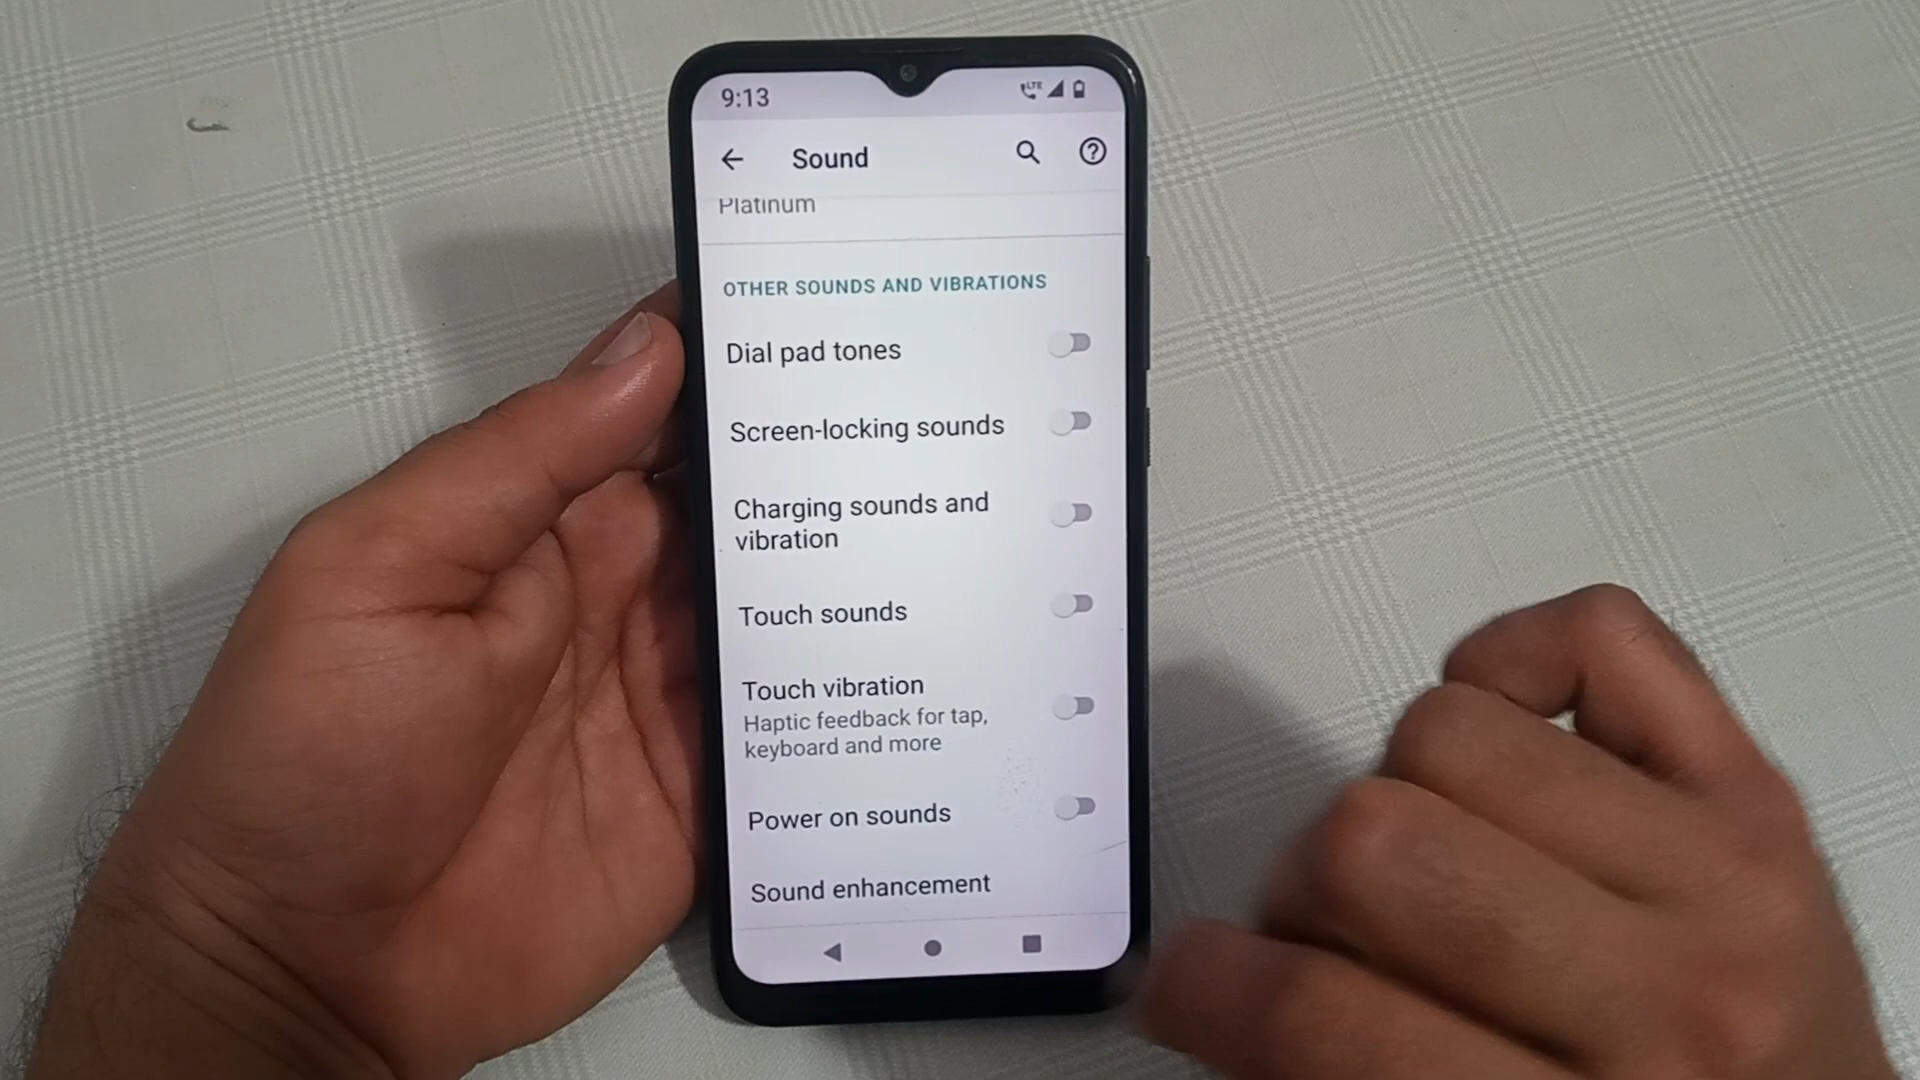 9:13
LTE
Sound
Platinum
OTHER SOUNDS AND VIBRATIONS
Dial pad tones
Screen-locking sounds
Charging sounds and
vibration
Touch sounds
Touch vibration
Haptic feedback for tap,
keyboard and more
Power on sounds
Sound enhancement